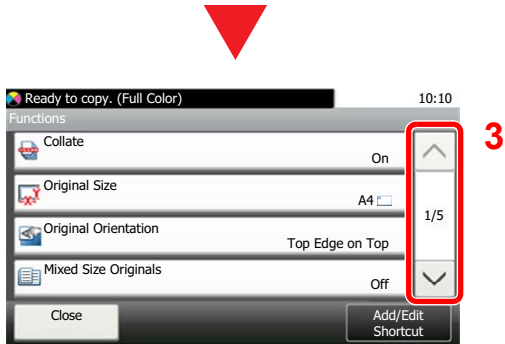 Ready to copy. (Full Color) 10:10
Functions
Collate
On
3
Original Size
A4
1/5
Original Orientation
Top Edge on Top
Mixed Size Originals
Off
Close
Add/Edit
Shortcut